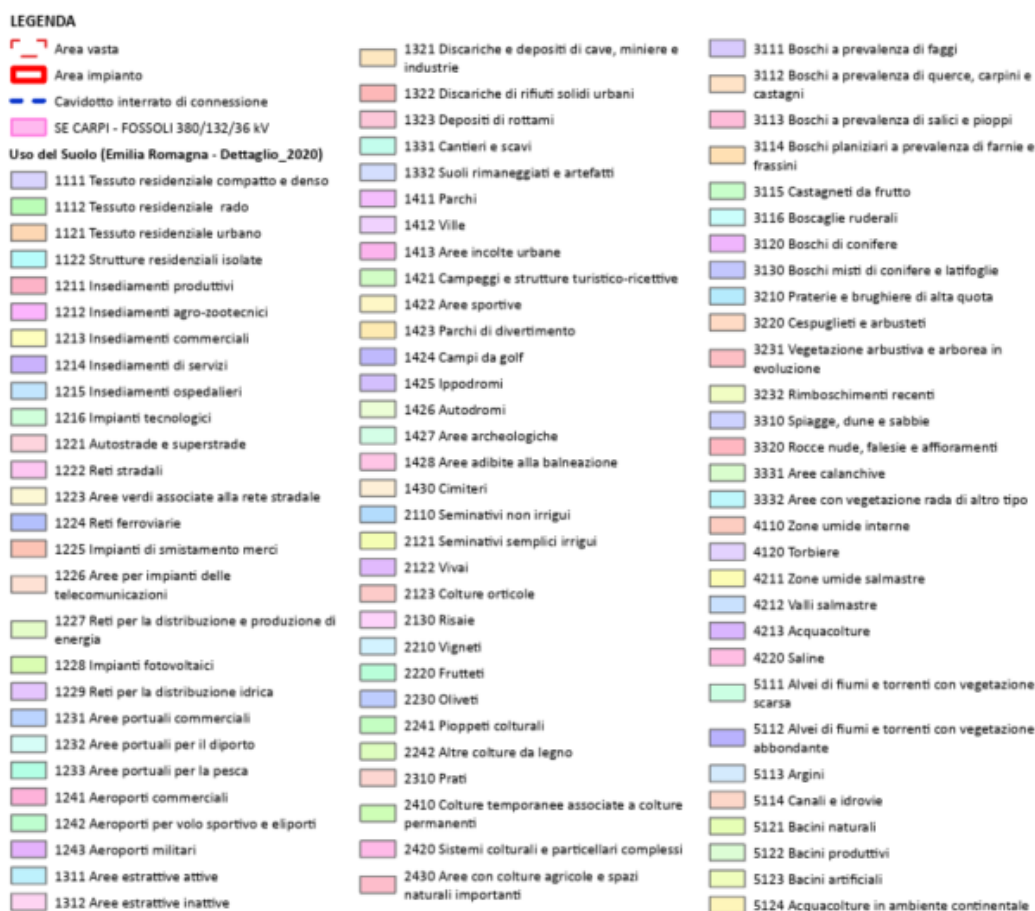 LEGENDA
Area vasta
Area impianto
Cavidotto interrato di connessione
SE CARPI - FOSSOLI 380/132/36 kV
Uso del Suolo (Emilia Romagna - Dettaglio_2020)
1111 Tessuto residenziale compatto e denso
1112 Tessuto residenziale rado
1121 Tessuto residenziale urbano
1122 Strutture residenziali isolate
1211 Insediamenti produttivi
1212 Insediamenti agro-zootecnici
1213 Insediamenti commerciali
1214 Insediamenti di servizi
1215 Insediamenti ospedalieri
1216 Impianti tecnologici
1221 Autostrade e superstrade
1222 Reti stradali
1223 Aree verdi associate alla rete stradale
1224 Reti ferroviarie
1225 Impianti di smistamento merci
1226 Aree per impianti delle
telecomunicazioni
1227 Reti per la distribuzione e produzione di
energia
1228 Impianti fotovoltaici
1229 Reti per la distribuzione idrica
1231 Aree portuali commerciali
1232 Aree portuali per il diporto
1233 Aree portuali per la pesca
1241 Aeroporti commerciali
1242 Aeroporti per volo sportivo e eliporti
1243 Aeroporti militari
1311 Aree estrattive attive
1312 Aree estrattive inattive
1321 Discariche e depositi di cave, miniere e
industrie
1322 Discariche di rifiuti solidi urbani
1323 Depositi di rottami
1331 Cantieri e scavi
1332 Suoli rimaneggiati e artefatti
1411 Parchi
1412 Ville
1413 Aree incolte urbane
1421 Campeggi e strutture turistico-ricettive
1422 Aree sportive
1423 Parchi di divertimento
1424 Campi da golf
1425 Ippodromi
1426 Autodromi
1427 Aree archeologiche
1428 Aree adibite alla balneazione
1430 Cimiteri
2110 Seminativi non irrigui
2121 Seminativi semplici irrigui
2122 Vivai
2123 Colture orticole
2130 Risaie
2210 Vigneti
2220 Frutteti
2230 Oliveti
2241 Pioppeti colturali
2242 Altre colture da legno
2310 Prati
2410 Colture temporanee associate a colture
permanenti
2420 Sistemi colturali e particellari complessi
2430 Aree con colture agricole e spazi
naturali importanti
3111 Boschi a prevalenza di faggi
3112 Boschi a prevalenza di querce, carpini e
castagni
3113 Boschi a prevalenza di salici e pioppi
3114 Boschi planiziari a prevalenza di farnie e
frassini
3115 Castagneti da frutto
3116 Boscaglie ruderali
3120 Boschi di conifere
3130 Boschi misti di conifere e latifoglie
3210 Praterie e brughiere di alta quota
3220 Cespuglieti e arbusteti
3231 Vegetazione arbustiva e arborea in
evoluzione
3232 Rimboschimenti recenti
3310 Spiagge, dune e sabbie
3320 Rocce nude, falesie e affioramenti
3331 Aree calanchive
3332 Aree con vegetazione rada di altro tipo
4110 Zone umide interne
4120 Torbiere
4211 Zone umide salmastre
4212 Valli salmastre
4213 Acquacolture
4220 Saline
5111 Alvei di fiumi e torrenti con vegetazione
scarsa
5112 Alvei di fiumi e torrenti con vegetazione
abbondante
5113 Argini
5114 Canali e idrovie
5121 Bacini naturali
5122 Bacini produttivi
5123 Bacini artificiali
5124 Acquacolture in ambiente continentale